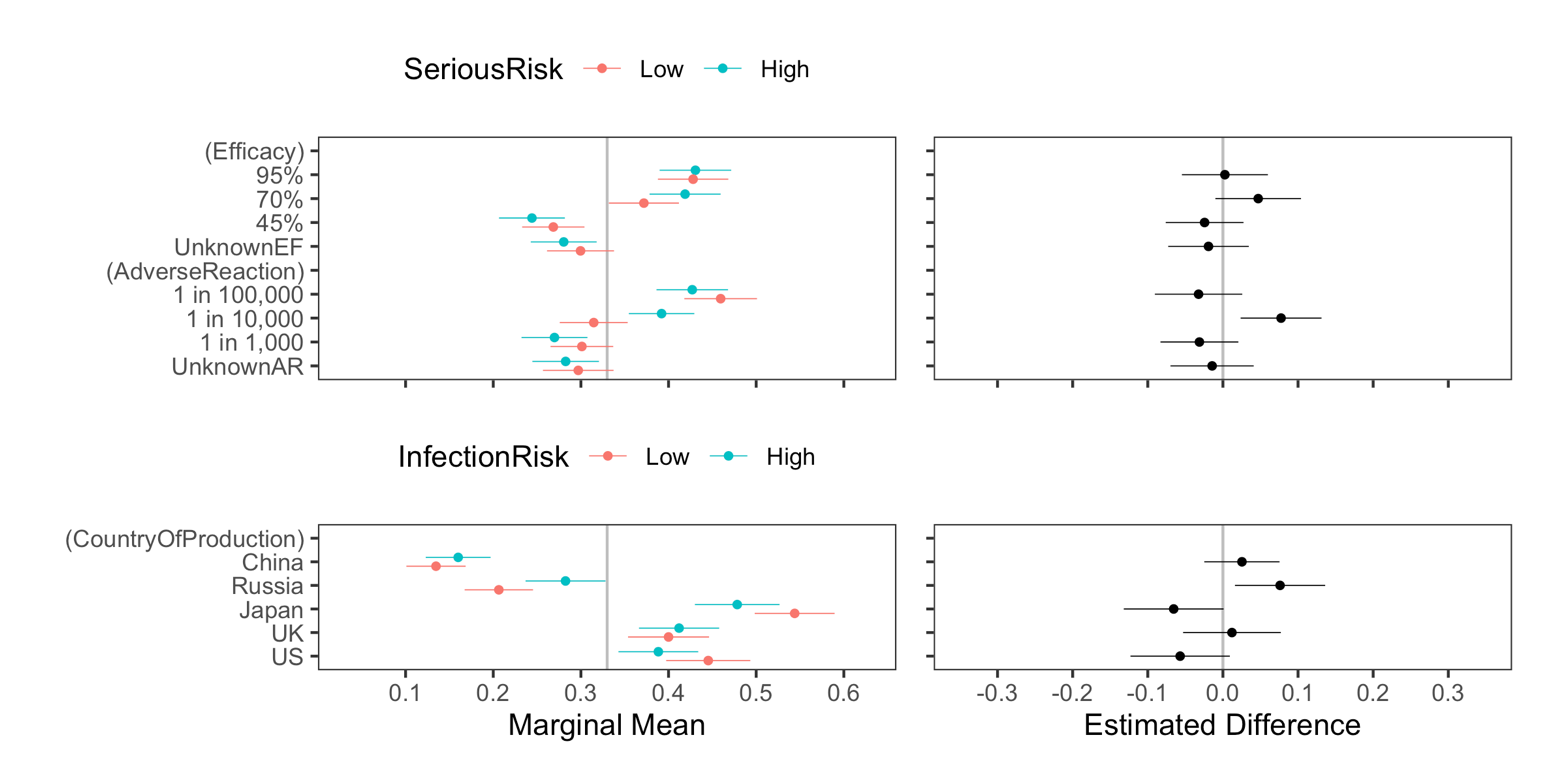 SeriousRisk Low High
(Efficacy)
95%
70%
45%
UnknownEF
(AdverseReaction)
1 in 100,000
1 in 10,000
1 in 1,000
UnknownAR
InfectionRisk Low High
(CountryOfProduction)
China
Russia
Japan
UK
US
0.1 0.2 0.3 0.4 0.5 0.6
Marginal Mean
-0.3 -0.2 -0.1 0.0 0.1 0.2 0.3
Estimated Difference